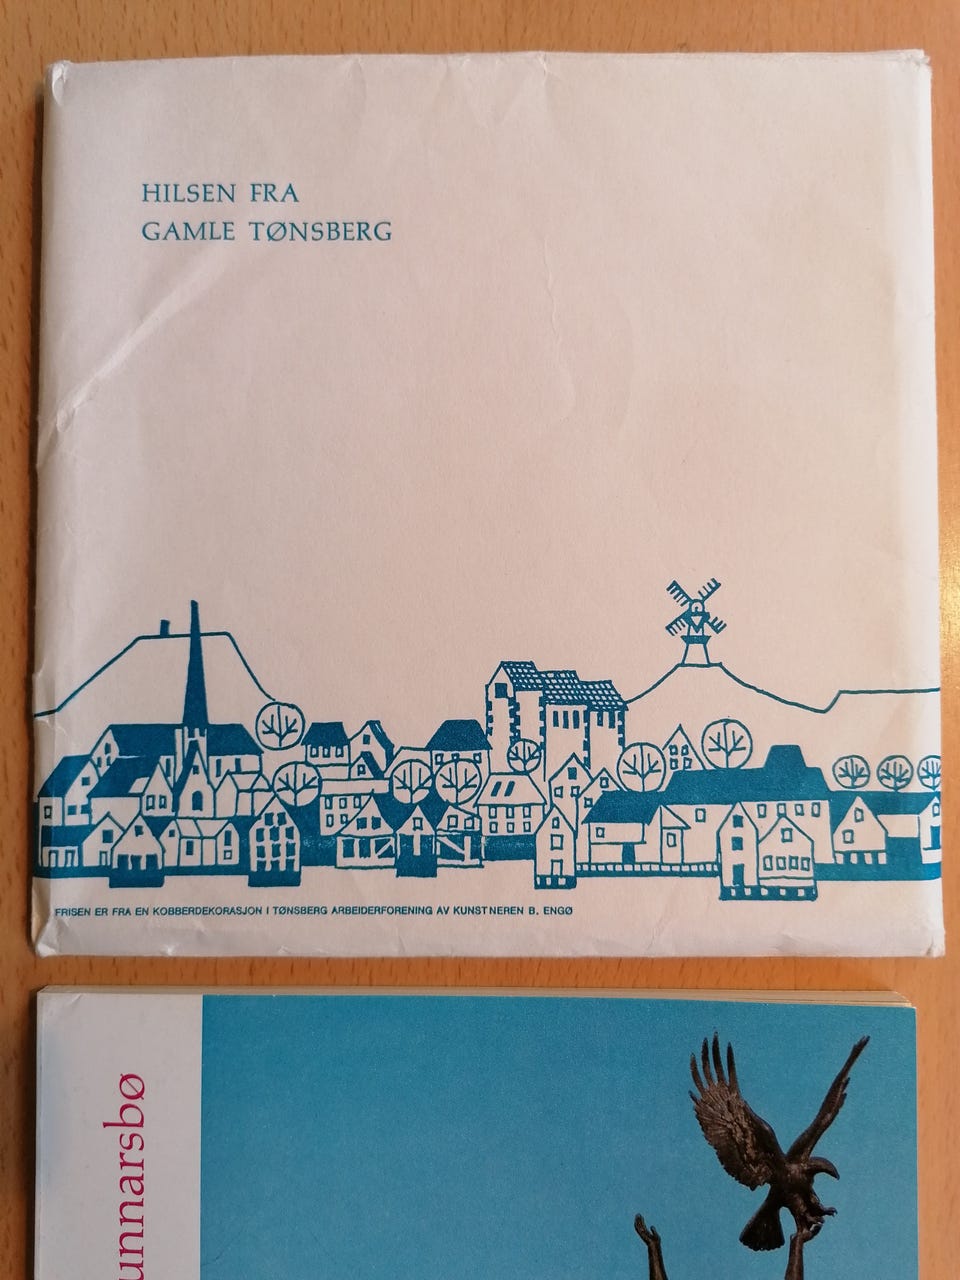 HILSEN FRA
GAMLE TØNSBERG
FRISEN ER FRA EN KOBBERDEKORASJON I TØNSBERG ARBEIDERFORENING AV KUNSTNEREN B. ENGØ
unnarsbø